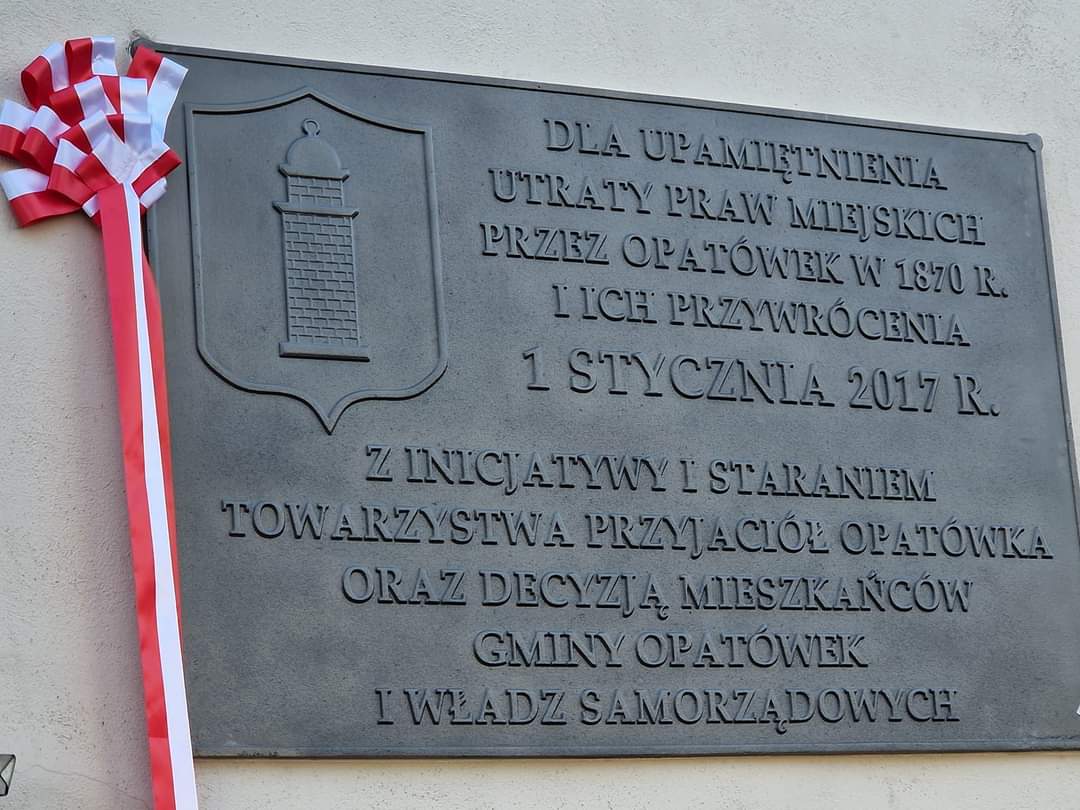 DLA UPAMIĘTNIENIA
UTRATY PRAW MIEJSKICH
PRZEZ OPATÓWEK W 1870 R.
I ICH PRZYWRÓCENIA
1 STYCZNIA 2017 R.
Z INICJATYWY I STARANIEM
TOWARZYSTWA PRZYJACIÓŁ OPATÓWKA
ORAZ DECYZJĄ MIESZKAŃCÓW
GMINY OPATÓWEK
I WŁADZ SAMORZĄDOWYCH